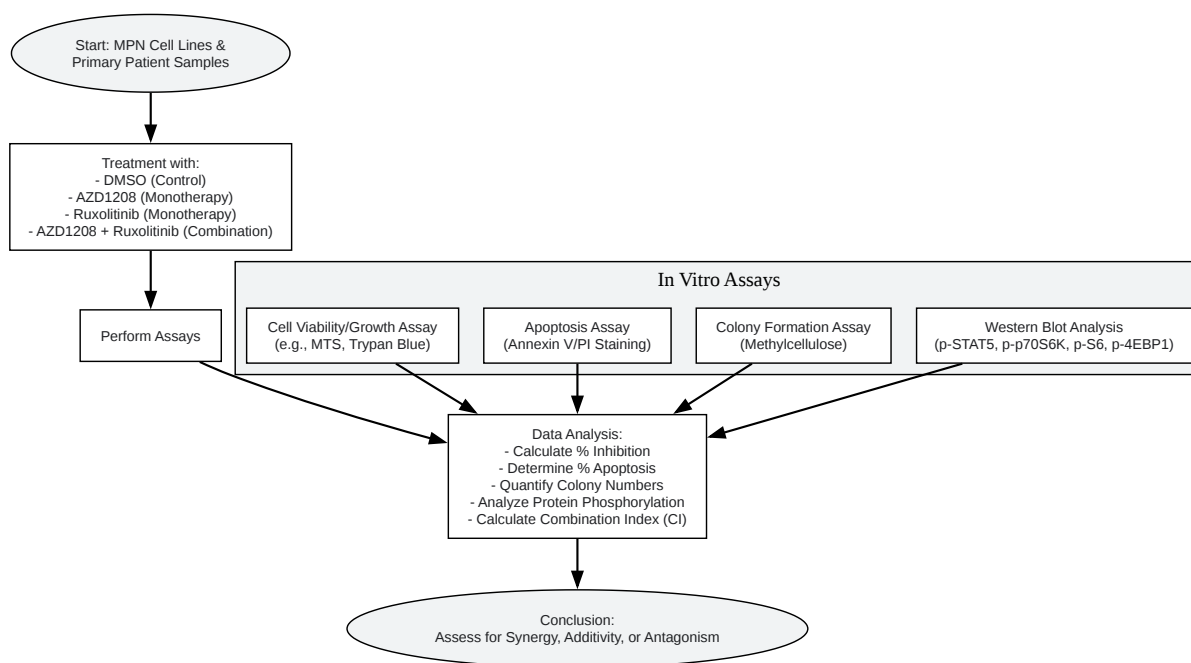 Start: MPN Cell Lines &
Primary Patient Samples
Treatment with:
- DMSO (Control)
- AZD1208 (Monotherapy)
- Ruxolitinib (Monotherapy)
- AZD1208 + Ruxolitinib (Combination)
Perform Assays
In Vitro Assays
Cell Viability/Growth Assay
(e.g., MTS, Trypan Blue)
Apoptosis Assay
(Annexin V/PI Staining)
Colony Formation Assay
(Methylcellulose)
Western Blot Analysis
(p-STAT5, p-p70S6K, p-S6, p-4EBP1)
Data Analysis:
- Calculate % Inhibition
- Determine % Apoptosis
- Quantify Colony Numbers
- Analyze Protein Phosphorylation
- Calculate Combination Index (CI)
Conclusion:
Assess for Synergy, Additivity, or Antagonism